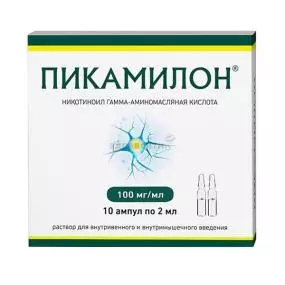 ПИКАМИЛОН®
НИКОТИНОИЛ ГАММА-АМИНОМАСЛЯНАЯ КИСЛОТА
100 мг/мл
10 ампул по 2 мл
раствор для внутривенного и внутримышечного введения